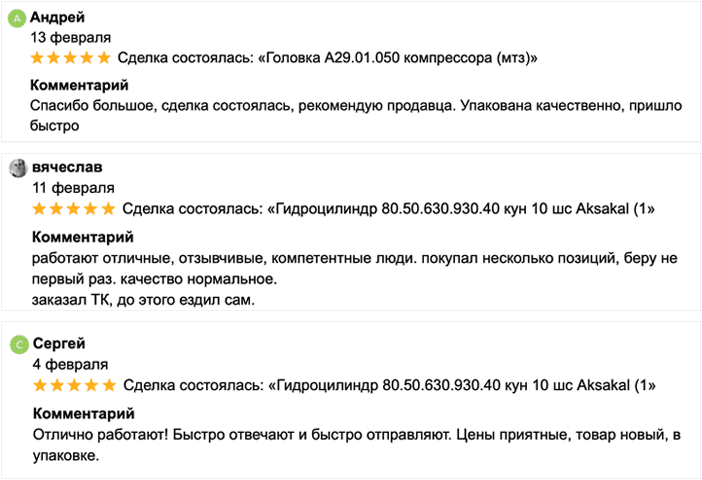 А Андрей
13 февраля
Сделка состоялась: «Головка А29.01.050 компрессора (мтз)»
Комментарий
Спасибо большое, сделка состоялась, рекомендую продавца. Упакована качественно, пришло
быстро
вячеслав
11 февраля
Сделка состоялась: «Гидроцилиндр 80.50.630.930.40 кун 10 шс Aksakal (1»
Комментарий
работают отличные, отзывчивые, компетентные люди. покупал несколько позиций, беру не
первый раз. качество нормальное.
заказал ТК, до этого ездил сам.
С Сергей
4 февраля
Сделка состоялась: «Гидроцилиндр 80.50.630.930.40 кун 10 шс Aksakal (1»
Комментарий
Отлично работают! Быстро отвечают и быстро отправляют. Цены приятные, товар новый, в
упаковке.